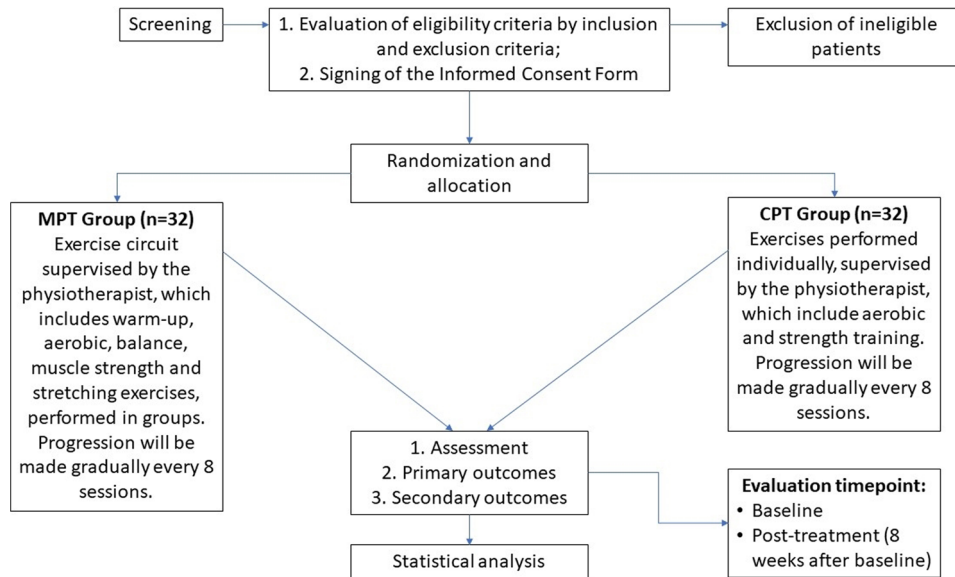 Screening
1. Evaluation of eligibility criteria by inclusion
and exclusion criteria;
2. Signing of the Informed Consent Form
Exclusion of ineligible
patients
Randomization and
allocation
MPT Group (n=32)
Exercise circuit
supervised by the
physiotherapist, which
includes warm-up,
aerobic, balance,
muscle strength and
stretching exercises,
performed in groups.
Progression will be
made gradually every 8
sessions.
CPT Group (n=32)
Exercises performed
individually, supervised
by the physiotherapist,
which include aerobic
and strength training.
Progression will be
made gradually every 8
sessions.
1. Assessment
2. Primary outcomes
3. Secondary outcomes
Evaluation timepoint:
• Baseline
• Post-treatment (8
weeks after baseline)
Statistical analysis